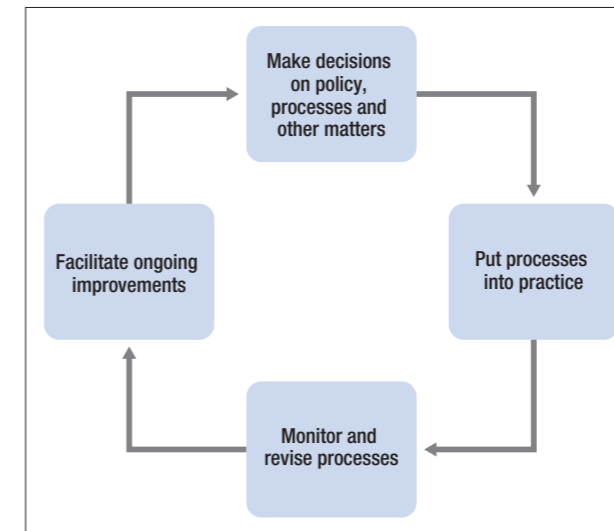 Make decisions
on policy,
processes and
other matters
Put processes
into practice
Monitor and
revise processes
Facilitate ongoing
improvements